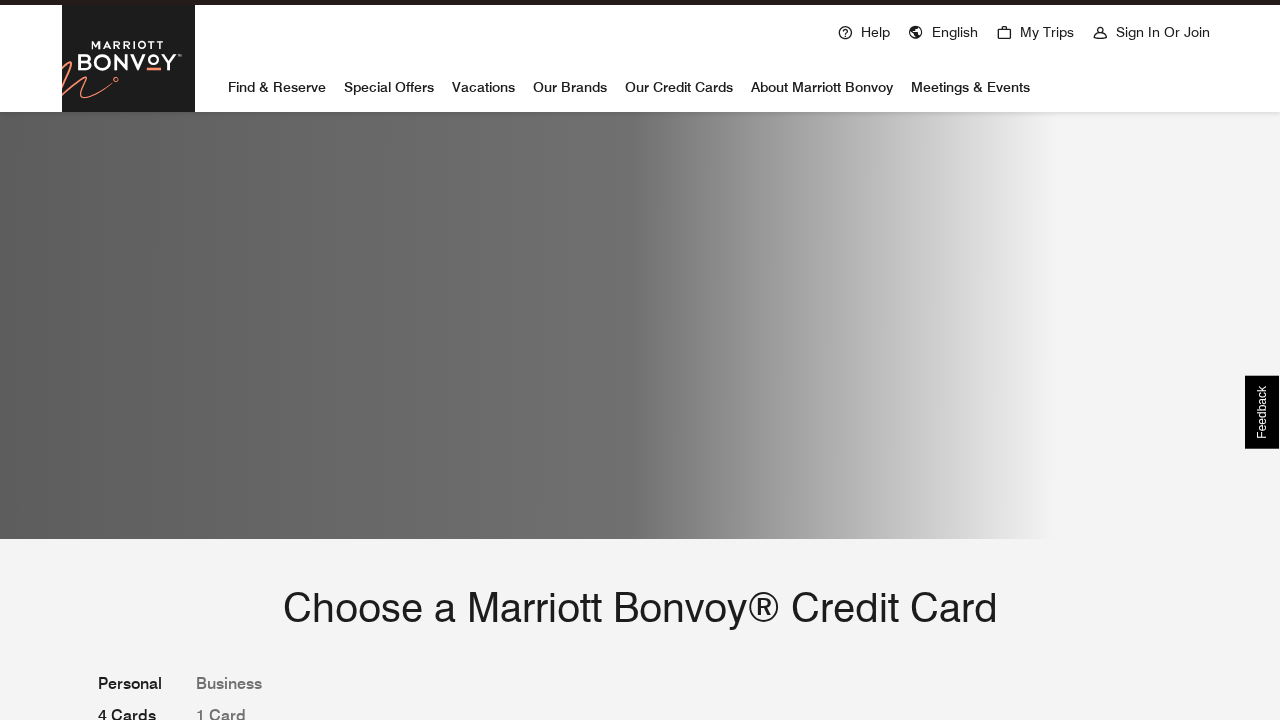 MARRIOTT
BONVOY™
Help
English
My Trips
Sign In Or Join
Find & Reserve
Special Offers
Vacations
Our Brands
Our Credit Cards
About Marriott Bonvoy
Meetings & Events
Feedback
Choose a Marriott Bonvoy® Credit Card
Personal
Business
4 Cards
1 Card